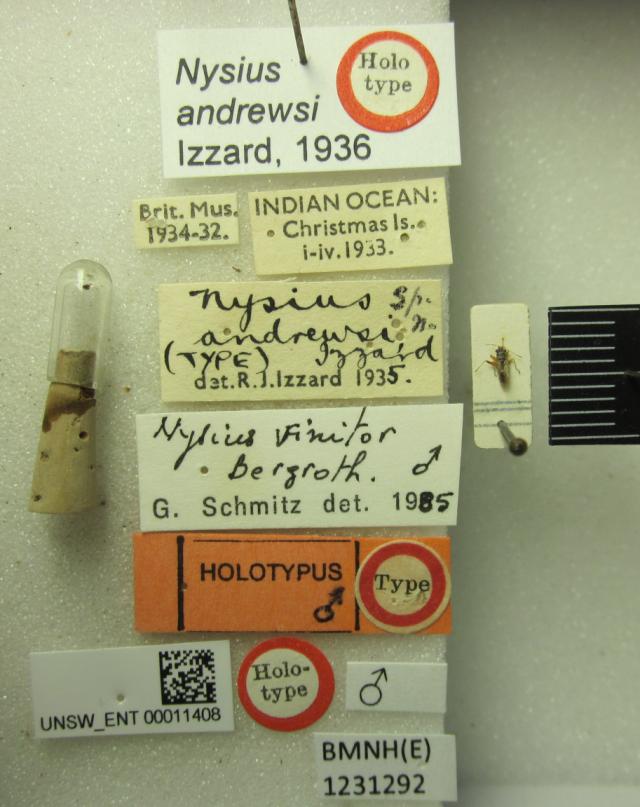 Nysius
andrewsi
Izzard, 1936
Holo
type
Brit. Mus.
1934-32.
INDIAN OCEAN:
Christmas Is.
i-iv.1933.
Nysius sp. n.
andrewsi
(TYPE) Izzard
det. R.J.Izzard 1935.
Nysius vinitor
Bergroth. ♂
G. Schmitz det. 1985
HOLOTYPUS
♂
Type
UNSW_ENT 00011408
Holo-
type
♂
BMNH(E)
1231292